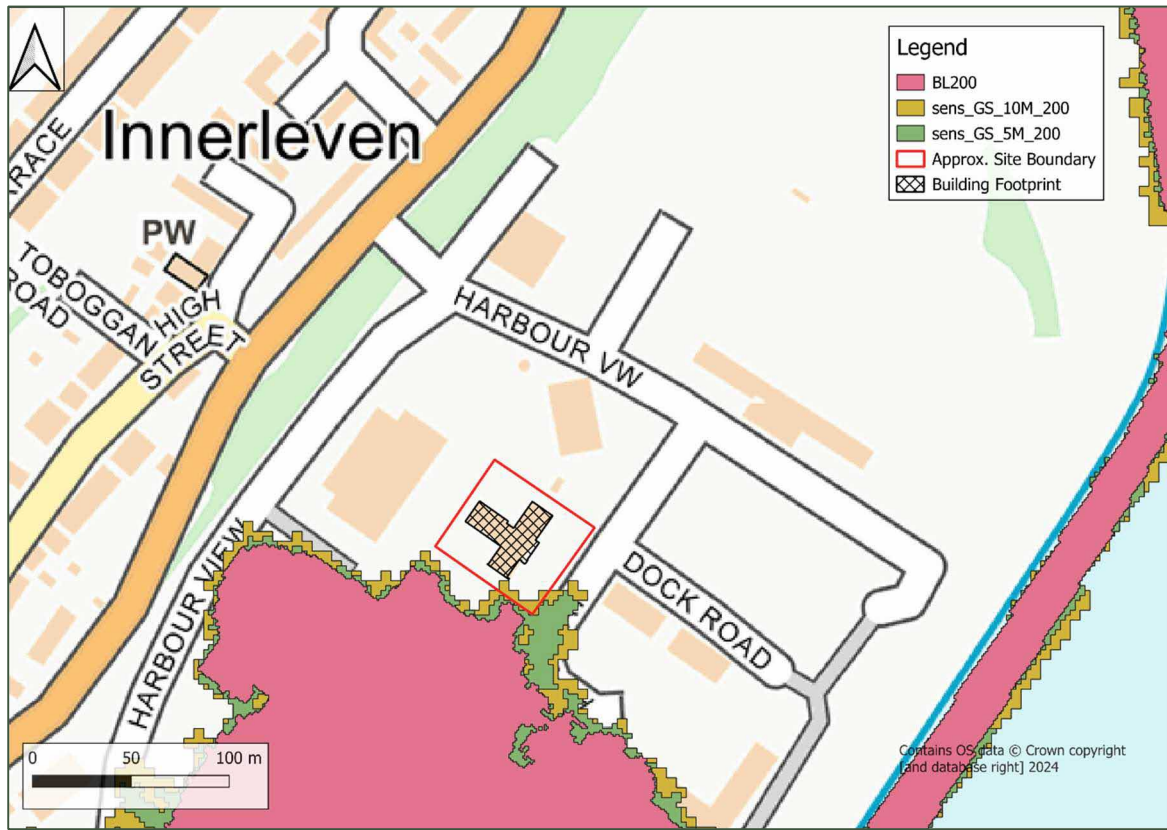 Innerleven
RRACE
PW
TOBOGGAN
ROAD
HIGH
STREET
HARBOUR VW
HARBOUR VIEW
DOCK ROAD
Legend
BL200
sens_GS_10M_200
sens_GS_5M_200
Approx. Site Boundary
Building Footprint
0 50 100 m
Contains OS data © Crown copyright
[and database right] 2024